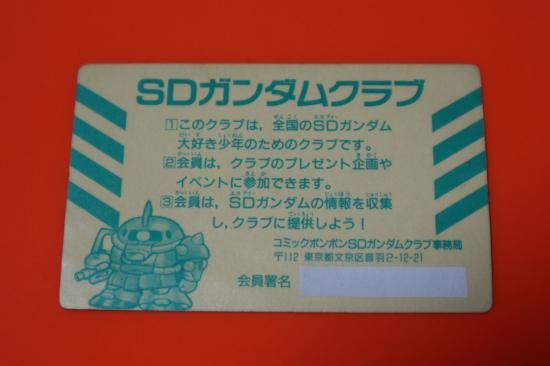 SDガンダムクラブ
1このクラブは,全国のSDガンダム
大好き少年のためのクラブです。
2会員は,クラブのプレゼント企画や
イベントに参加できます。
3会員は,SDガンダムの情報を収集
し,クラブに提供しよう!
コミックボンボンSDガンダムクラブ事務局
〒112 東京都文京区音羽2-12-21
会員署名